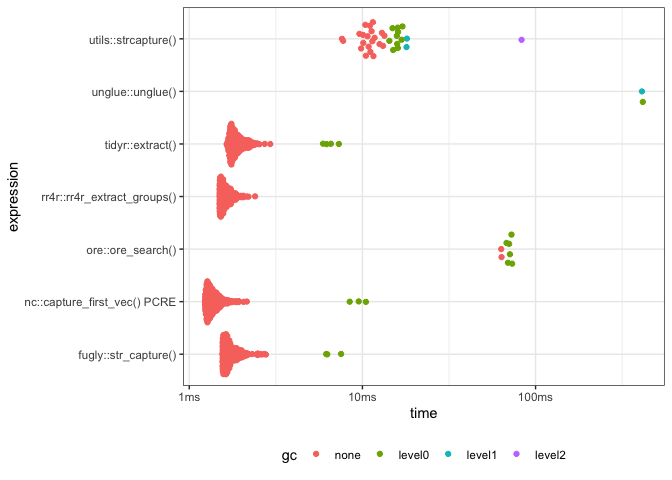 utils::strcapture()
unglue::unglue()
tidyr::extract()
rr4r::rr4r_extract_groups()
ore::ore_search()
nc::capture_first_vec() PCRE
fugly::str_capture()
expression
1ms
10ms
100ms
time
gc
none
level0
level1
level2